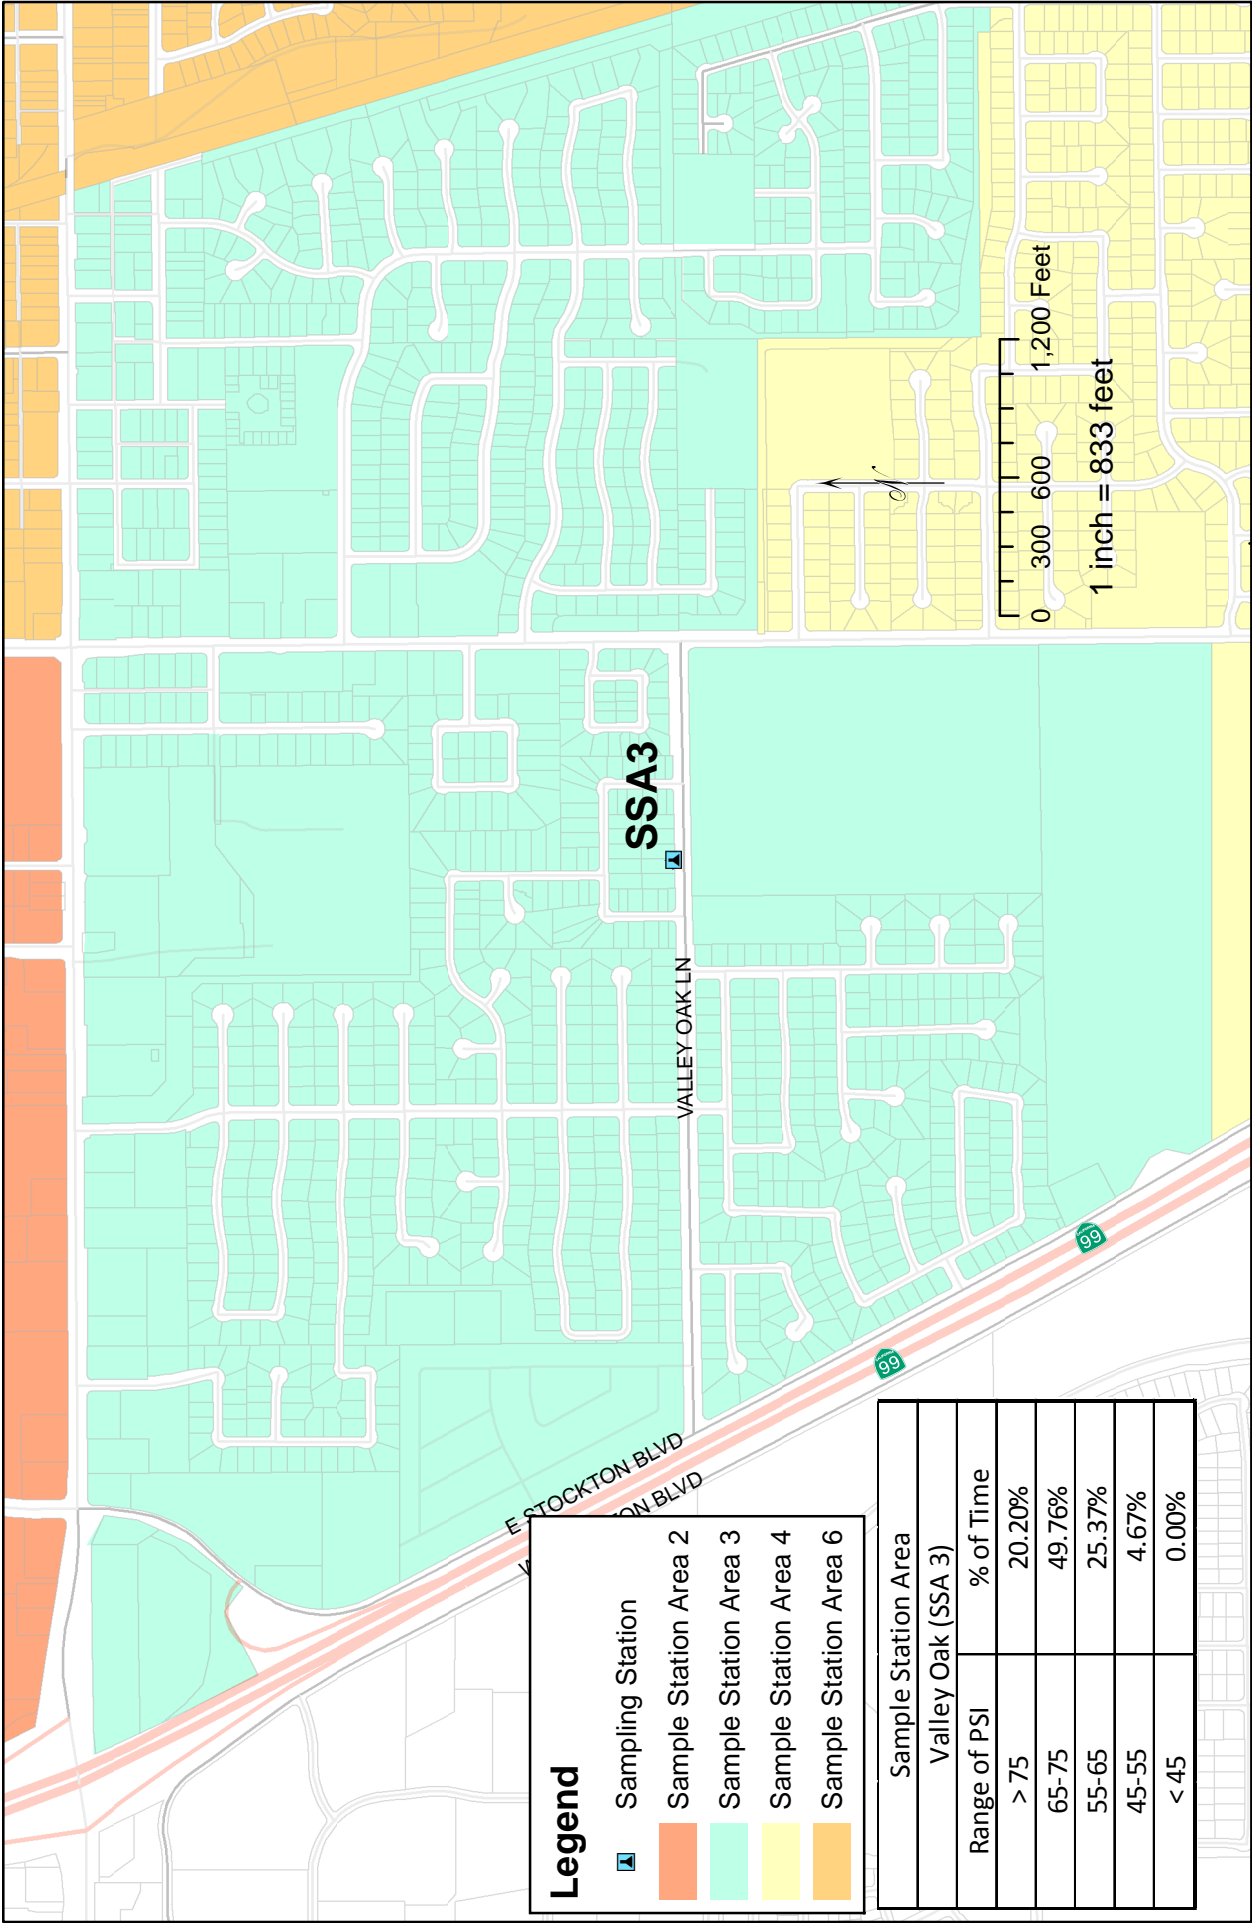 SSA3
VALLEY OAK LN
E STOCKTON BLVD
W
TON BLVD
99
99
N
0 300 600 1,200 Feet
1 inch = 833 feet
Legend
Sampling Station
Sample Station Area 2
Sample Station Area 3
Sample Station Area 4
Sample Station Area 6
Sample Station Area
Valley Oak (SSA 3)
Range of PSI % of Time
> 75 20.20%
65-75 49.76%
55-65 25.37%
45-55 4.67%
< 45 0.00%